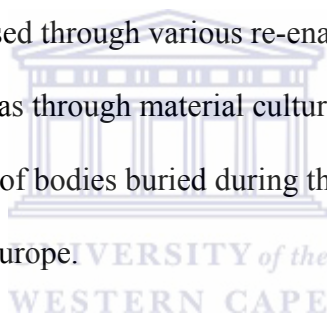 sed through various re-ena
as through material cultur
of bodies buried during th
urope.
UNIVERSITY of the
WESTERN CAPE